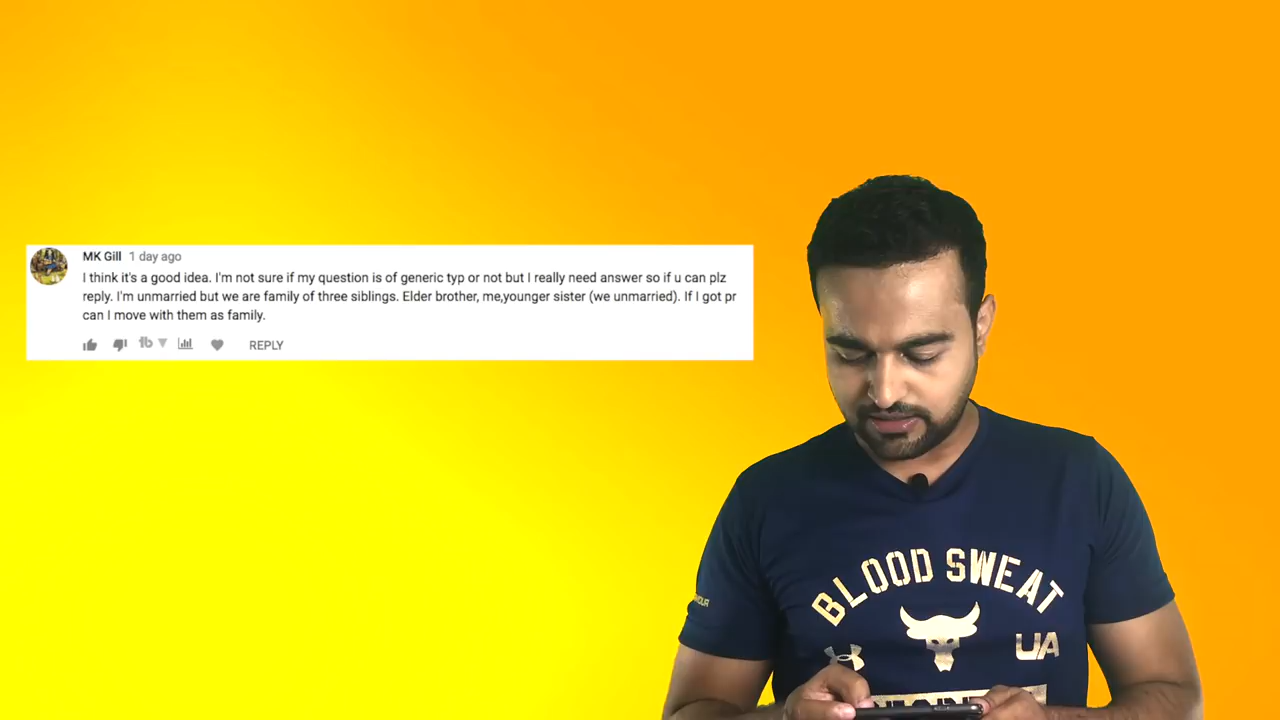 MK Gill 1 day ago
I think it's a good idea. I'm not sure if my question is of generic typ or not but I really need answer so if u can plz
reply. I'm unmarried but we are family of three siblings. Elder brother, me,younger sister (we unmarried). If I got pr
can I move with them as family.
REPLY
BLOOD SWEAT
UA